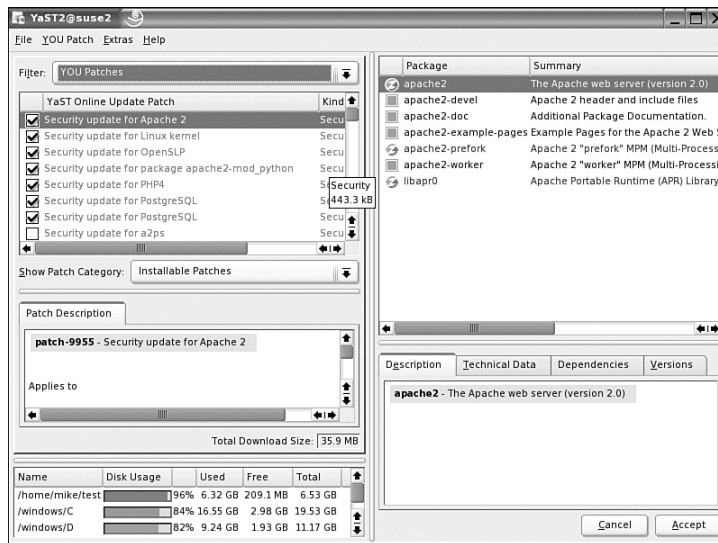 YaST2@suse2
File YOU Patch Extras Help
Filter: YOU Patches
YaST Online Update Patch Kind
Security update for Apache 2 Secu
Security update for Linux kernel Secu
Security update for OpenSLP Secu
Security update for package apache2-mod_python Secu
Security update for PHP4 S
Security update for PostgreSQL Secu
Security update for PostgreSQL Secu
Security update for a2ps Secu
Security
443.3 kB
Show Patch Category: Installable Patches
Patch Description
patch-9955 - Security update for Apache 2
Applies to
Total Download Size: 35.9 MB
Name Disk Usage Used Free Total
/home/mike/test 96% 6.32 GB 209.1 MB 6.53 GB
/windows/C 84% 16.55 GB 2.98 GB 19.53 GB
/windows/D 82% 9.24 GB 1.93 GB 11.17 GB
Package Summary
apache2 The Apache web server (version 2.0)
apache2-devel Apache 2 header and include files
apache2-doc Additional Package Documentation.
apache2-example-pages Example Pages for the Apache 2 Web S
apache2-prefork Apache 2 "prefork" MPM (Multi-Process
apache2-worker Apache 2 "worker" MPM (Multi-Processi
libapr0 Apache Portable Runtime (APR) Library
Description Technical Data Dependencies Versions
apache2 - The Apache web server (version 2.0)
Cancel Accept